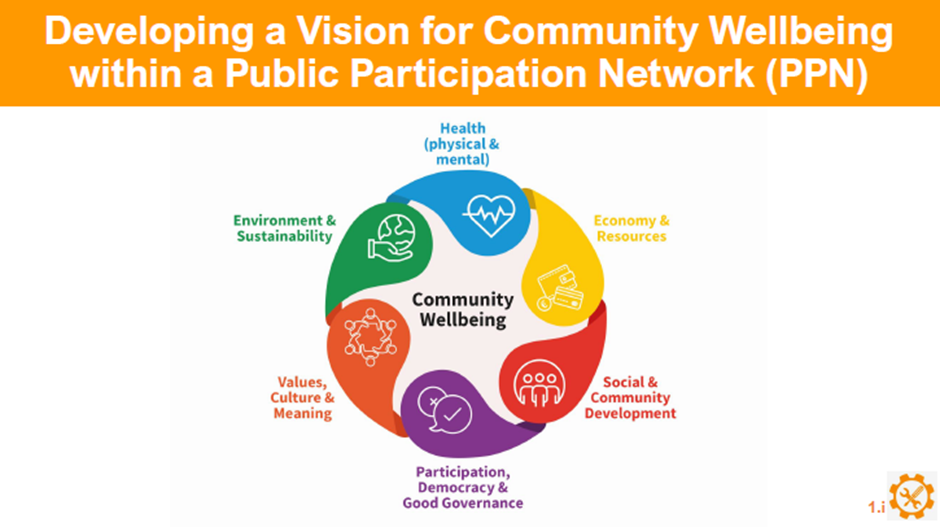 Developing a Vision for Community Wellbeing
within a Public Participation Network (PPN)
Health
(physical &
mental)
Environment &
Sustainability
Economy &
Resources
Community
Wellbeing
Values,
Culture &
Meaning
Social &
Community
Development
Participation,
Democracy &
Good Governance
1.i